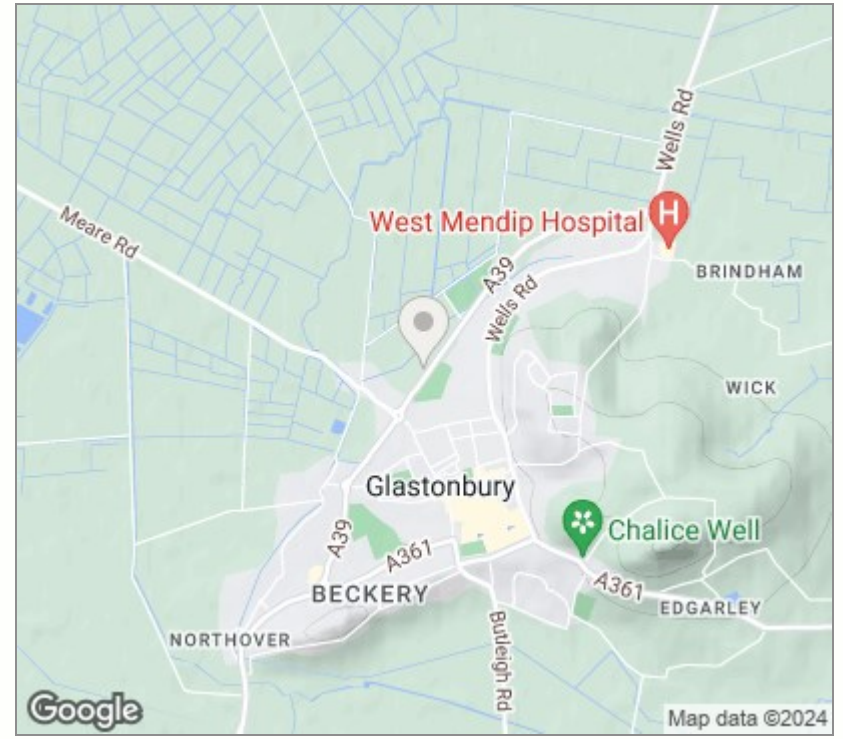 Wells Rd
Meare Rd
West Mendip Hospital
H
A39
Wells Rd
BRINDHAM
WICK
Glastonbury
Chalice Well
A39
A361
BECKERY
A361
EDGARLEY
NORTHOVER
Butleigh Rd
Google
Map data ©2024